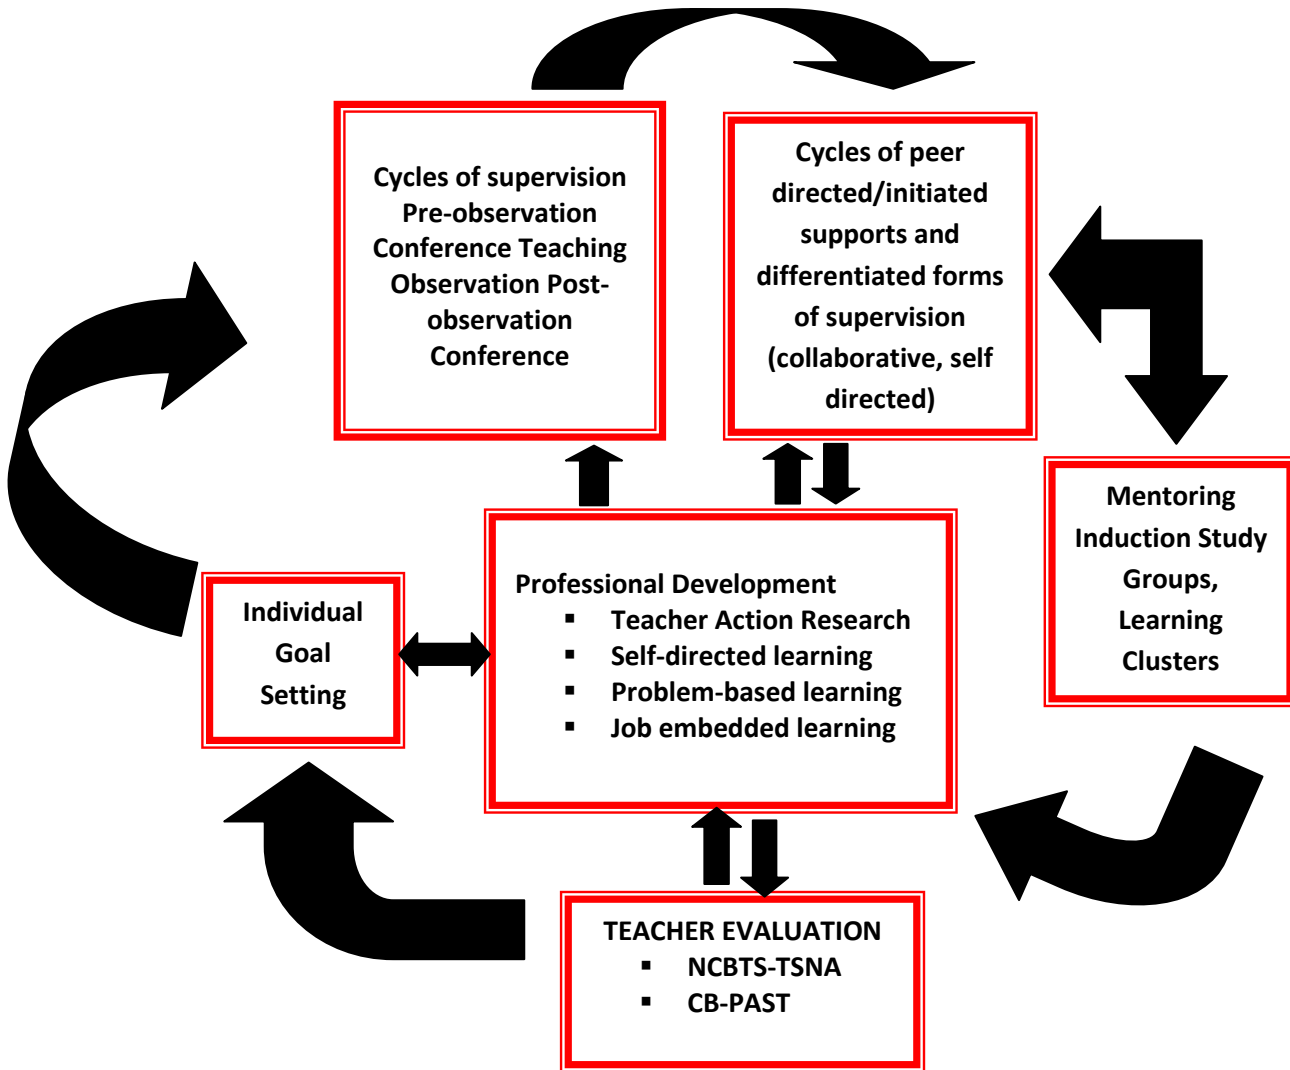 Cycles of supervision
Pre-observation
Conference Teaching
Observation Post-
observation
Conference
Cycles of peer
directed/initiated
supports and
differentiated forms
of supervision
(collaborative, self
directed)
Mentoring
Induction Study
Groups,
Learning
Clusters
Individual
Goal
Setting
Professional Development
▪ Teacher Action Research
▪ Self-directed learning
▪ Problem-based learning
▪ Job embedded learning
TEACHER EVALUATION
▪ NCBTS-TSNA
▪ CB-PAST